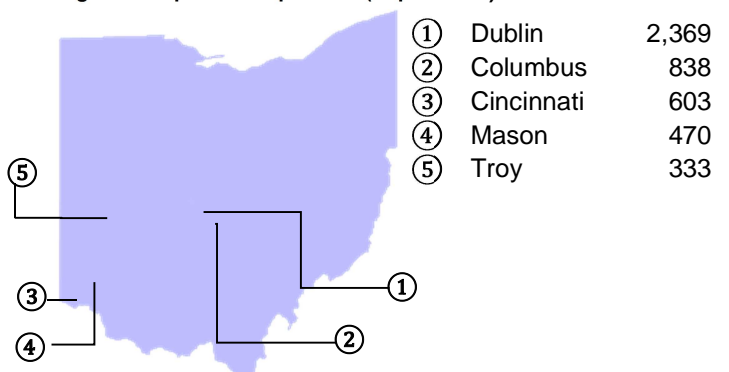 ① Dublin 2,369
② Columbus 838
③ Cincinnati 603
④ Mason 470
⑤ Troy 333
⑤
③
④
①
②